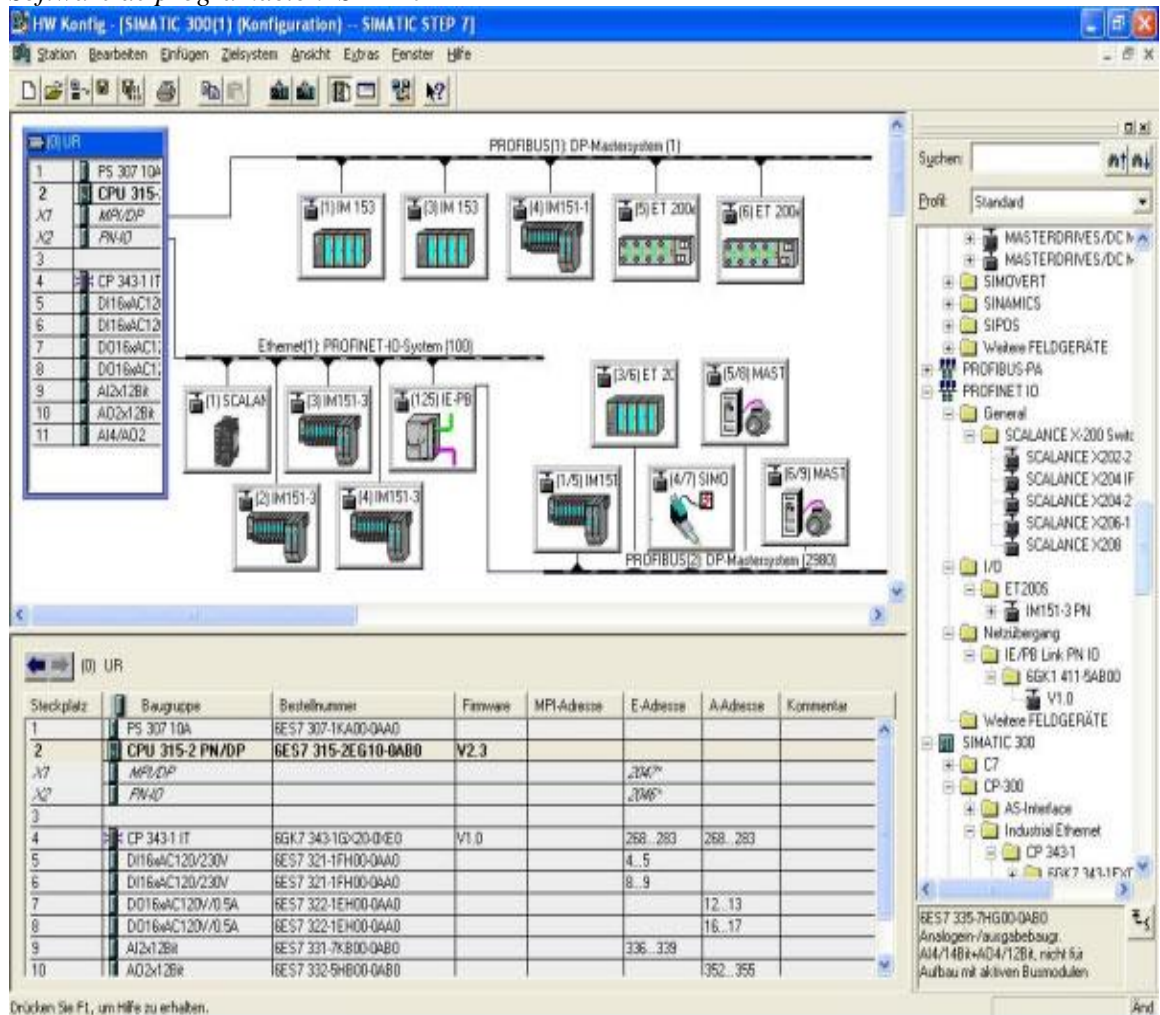 HW Konfig - [SIMATIC 300(1) (Konfiguration) -- SIMATIC STEP 7]
Station Bearbeiten Einfügen Zielsystem Ansicht Extras Fenster Hilfe
(0) UR
1 PS 307 10A
2 CPU 315-
X1 MPI/DP
X2 PN-IO
3
4 CP 343-1 IT
5 DI16xAC12
6 DI16xAC12
7 DO16xAC1
8 DO16xAC1
9 AI2x12Bit
10 AO2x12Bit
11 AI4/AO2
PROFIBUS(1): DP-Mastersystem (1)
(1) IM 153
(3) IM 153
(4) IM151-1
(5) ET 200
(6) ET 200
Ethernet(1): PROFINET-IO-System (100)
(1) SCALAN
(3) IM151-3
(125) IE-PB
(2) IM151-3
(4) IM151-3
(3/6) ET 20
(5/8) MAST
(1/5) IM151
(4/7) SIMO
(6/9) MAST
PROFIBUS(2): DP-Mastersystem (2980)
Suchen:
Profil: Standard
MASTERDRIVES/DC M
MASTERDRIVES/DC M
SIMOVERT
SINAMICS
SIPOS
Weitere FELDGERÄTE
PROFIBUS-PA
PROFINET IO
General
SCALANCE X-200 Switc
SCALANCE X202-2
SCALANCE X204 IF
SCALANCE X204-2
SCALANCE X206-1
SCALANCE X208
I/O
ET200S
IM151-3 PN
Netzübergang
IE/PB Link PN IO
6GK1 411-5AB00
V1.0
Weitere FELDGERÄTE
SIMATIC 300
C7
CP-300
AS-Interface
Industrial Ethernet
CP 343-1
6ES7 335-7HG00-0AB0
Analogein-/ausgabebaugr.
AI4/14Bit+AO4/12Bit, nicht für
Aufbau mit aktiven Busmodulen
(0) UR
Steckplatz Baugruppe Bestellnummer Firmware MPI-Adresse E-Adresse A-Adresse Kommentar
1 PS 307 10A 6ES7 307-1KA00-0AA0
2 CPU 315-2 PN/DP 6ES7 315-2EG10-0AB0 V2.3
X1 MPI/DP 2047*
X2 PN-IO 2046*
3
4 CP 343-1 IT 6GK7 343-1GX20-0XE0 V1.0 268...283 268...283
5 DI16xAC120/230V 6ES7 321-1FH00-0AA0 4...5
6 DI16xAC120/230V 6ES7 321-1FH00-0AA0 8...9
7 DO16xAC120V/0.5A 6ES7 322-1EH00-0AA0 12...13
8 DO16xAC120V/0.5A 6ES7 322-1EH00-0AA0 16...17
9 AI2x12Bit 6ES7 331-7KB00-0AB0 336...339
10 AO2x12Bit 6ES7 332-5HB00-0AB0 352...355
Drücken Sie F1, um Hilfe zu erhalten.
Änd